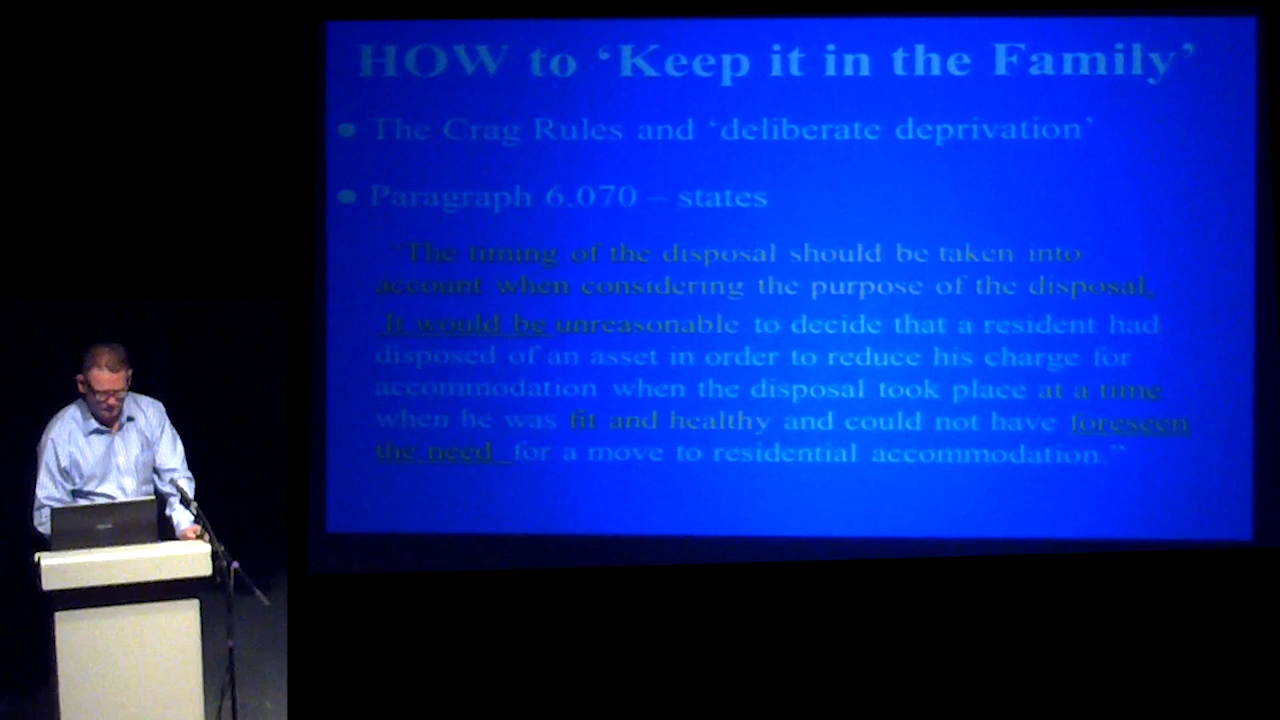 HOW to ‘Keep it in the Family’
• The Crag Rules and ‘deliberate deprivation’
• Paragraph 6.070 – states
“The timing of the disposal should be taken into
account when considering the purpose of the disposal.
It would be unreasonable to decide that a resident had
disposed of an asset in order to reduce his charge for
accommodation when the disposal took place at a time
when he was fit and healthy and could not have foreseen
the need for a move to residential accommodation.”